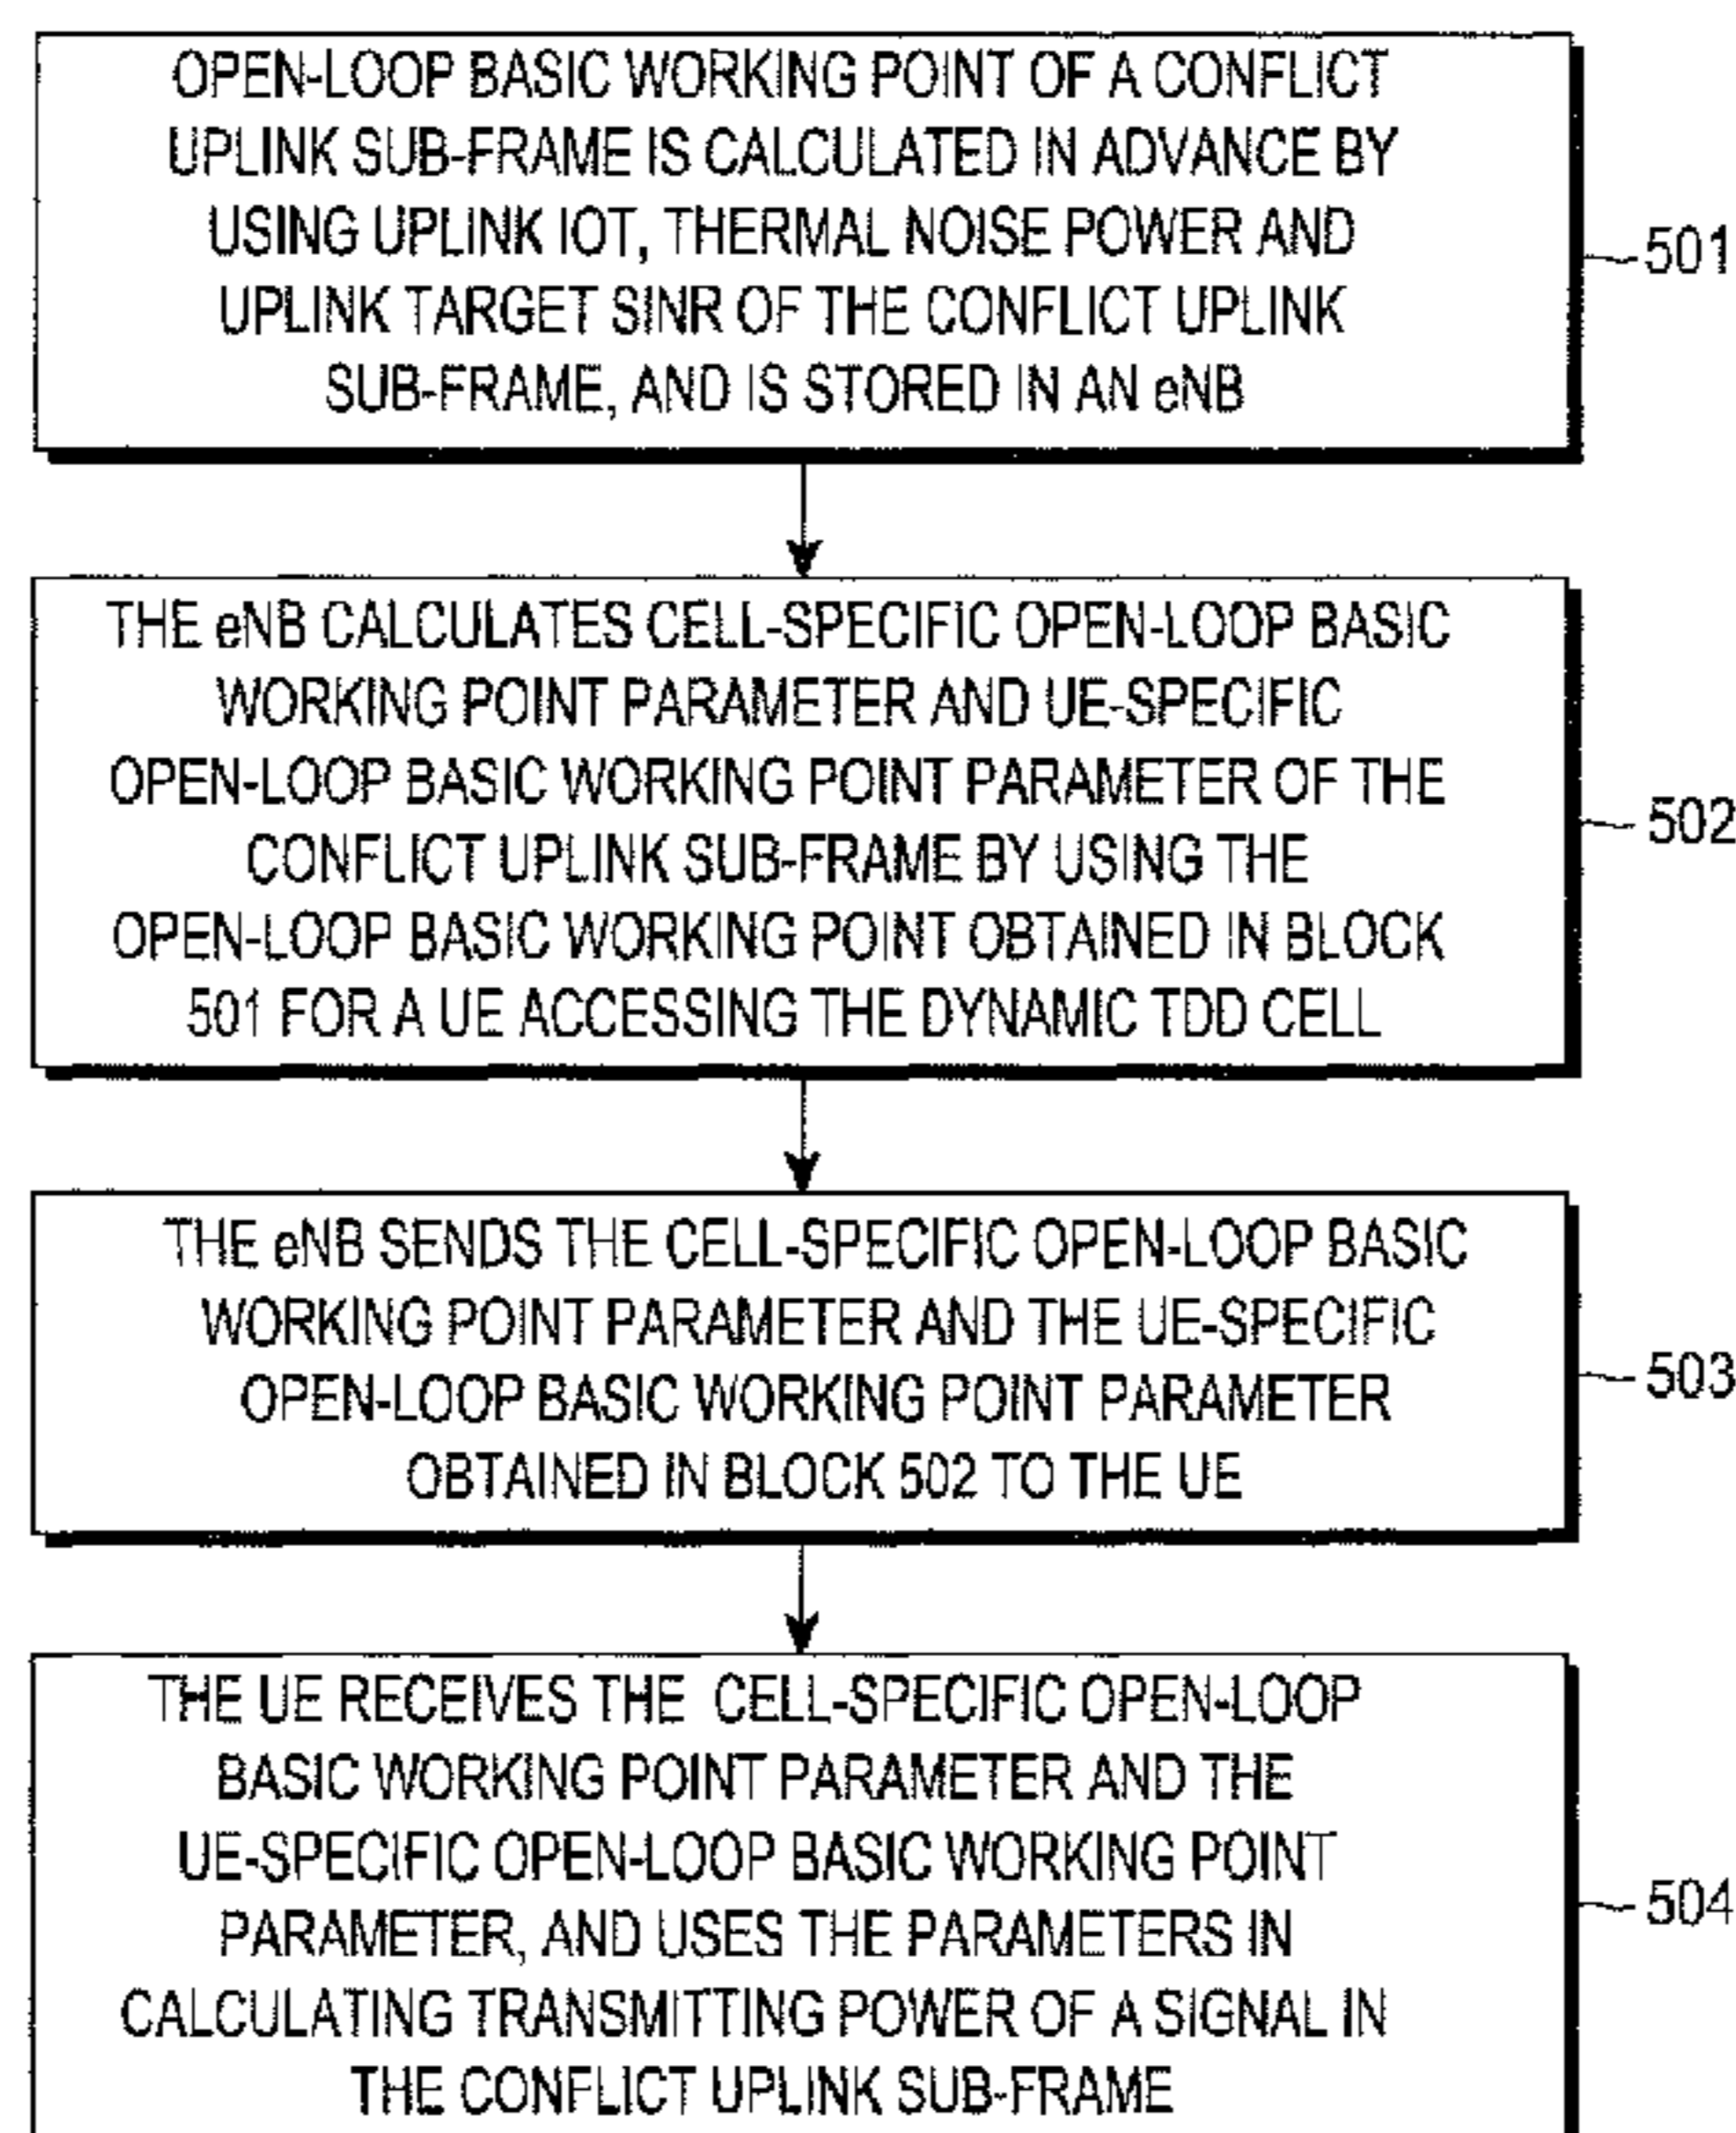 OPEN-LOOP BASIC WORKING POINT OF A CONFLICT
UPLINK SUB-FRAME IS CALCULATED IN ADVANCE BY
USING UPLINK IOT, THERMAL NOISE POWER AND
UPLINK TARGET SINR OF THE CONFLICT UPLINK
SUB-FRAME, AND IS STORED IN AN eNB
501
THE eNB CALCULATES CELL-SPECIFIC OPEN-LOOP BASIC
WORKING POINT PARAMETER AND UE-SPECIFIC
OPEN-LOOP BASIC WORKING POINT PARAMETER OF THE
CONFLICT UPLINK SUB-FRAME BY USING THE
OPEN-LOOP BASIC WORKING POINT OBTAINED IN BLOCK
501 FOR A UE ACCESSING THE DYNAMIC TDD CELL
502
THE eNB SENDS THE CELL-SPECIFIC OPEN-LOOP BASIC
WORKING POINT PARAMETER AND THE UE-SPECIFIC
OPEN-LOOP BASIC WORKING POINT PARAMETER
OBTAINED IN BLOCK 502 TO THE UE
503
THE UE RECEIVES THE CELL-SPECIFIC OPEN-LOOP
BASIC WORKING POINT PARAMETER AND THE
UE-SPECIFIC OPEN-LOOP BASIC WORKING POINT
PARAMETER, AND USES THE PARAMETERS IN
CALCULATING TRANSMITTING POWER OF A SIGNAL IN
THE CONFLICT UPLINK SUB-FRAME
504